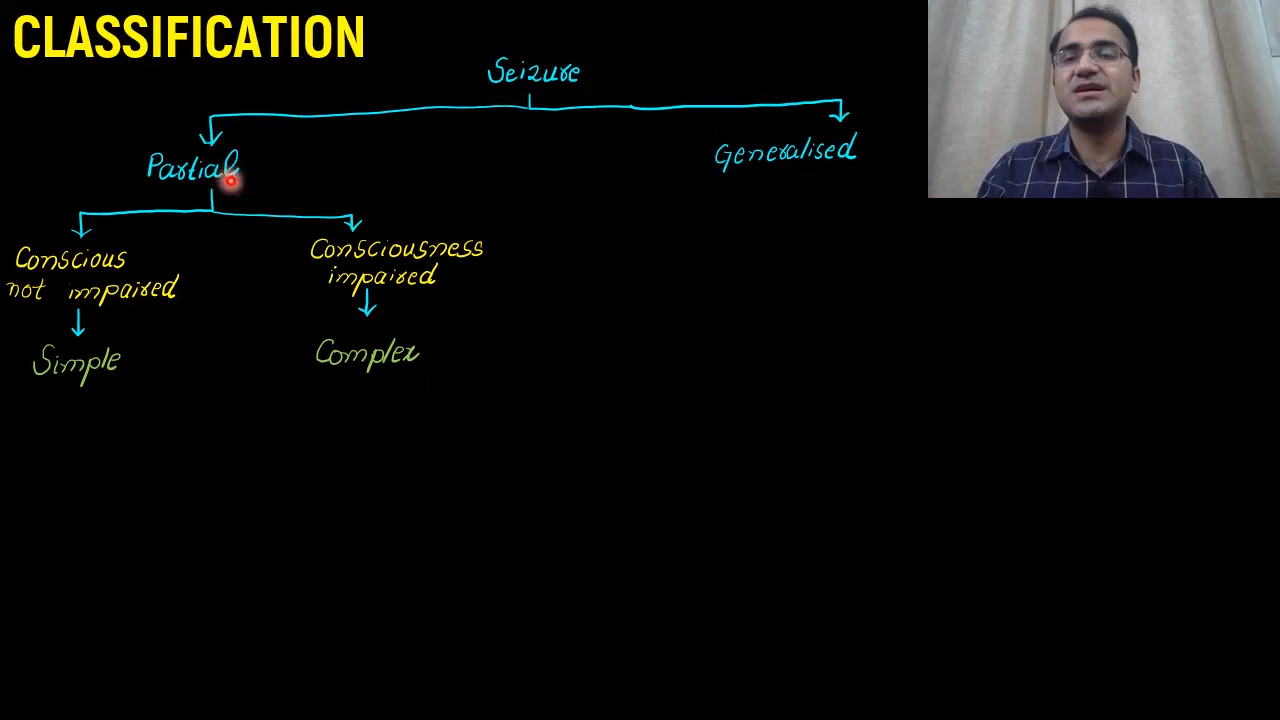 CLASSIFICATION
Seizure
Partial
Generalised
Conscious
not impaired
Consciousness
impaired
Simple
Complex